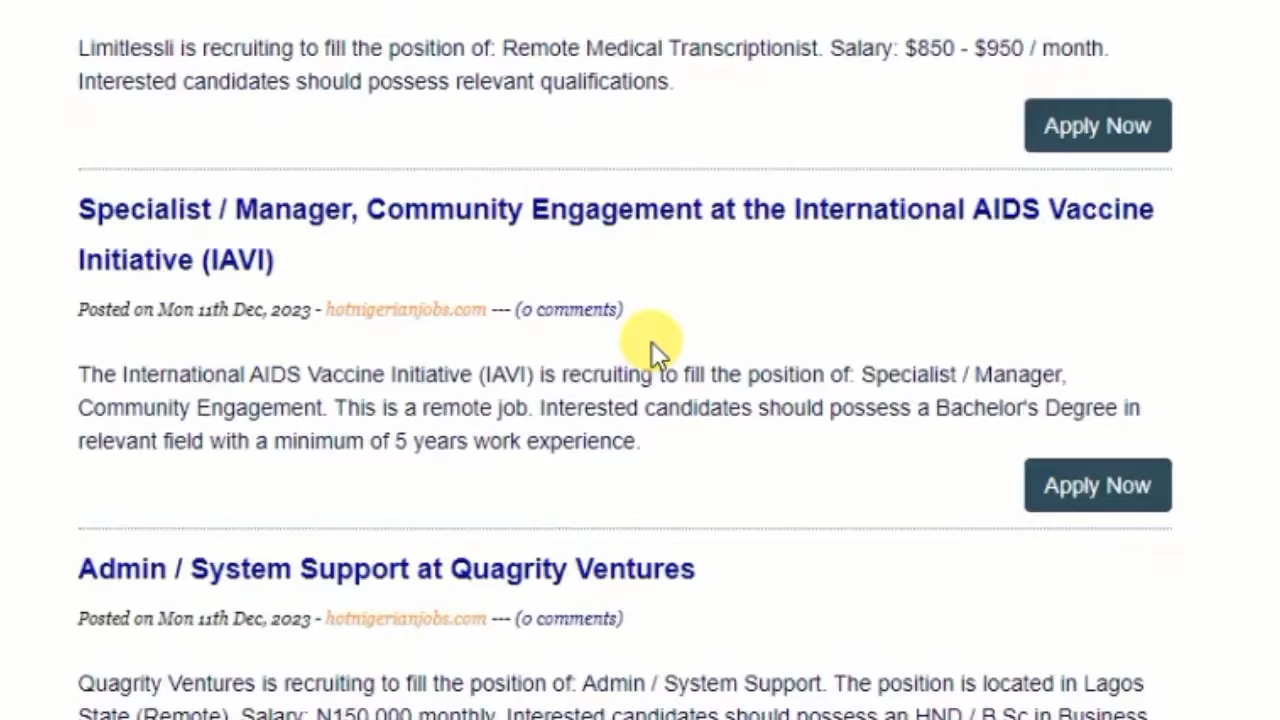 Limitlessli is recruiting to fill the position of: Remote Medical Transcriptionist. Salary: $850 - $950 / month.
Interested candidates should possess relevant qualifications.
Apply Now
Specialist / Manager, Community Engagement at the International AIDS Vaccine
Initiative (IAVI)
Posted on Mon 11th Dec, 2023 - hotnigerianjobs.com --- (0 comments)
The International AIDS Vaccine Initiative (IAVI) is recruiting to fill the position of: Specialist / Manager,
Community Engagement. This is a remote job. Interested candidates should possess a Bachelor's Degree in
relevant field with a minimum of 5 years work experience.
Apply Now
Admin / System Support at Quagrity Ventures
Posted on Mon 11th Dec, 2023 - hotnigerianjobs.com --- (0 comments)
Quagrity Ventures is recruiting to fill the position of: Admin / System Support. The position is located in Lagos
State (Remote). Salary: N150,000 monthly. Interested candidates should possess an HND / B.Sc in Business